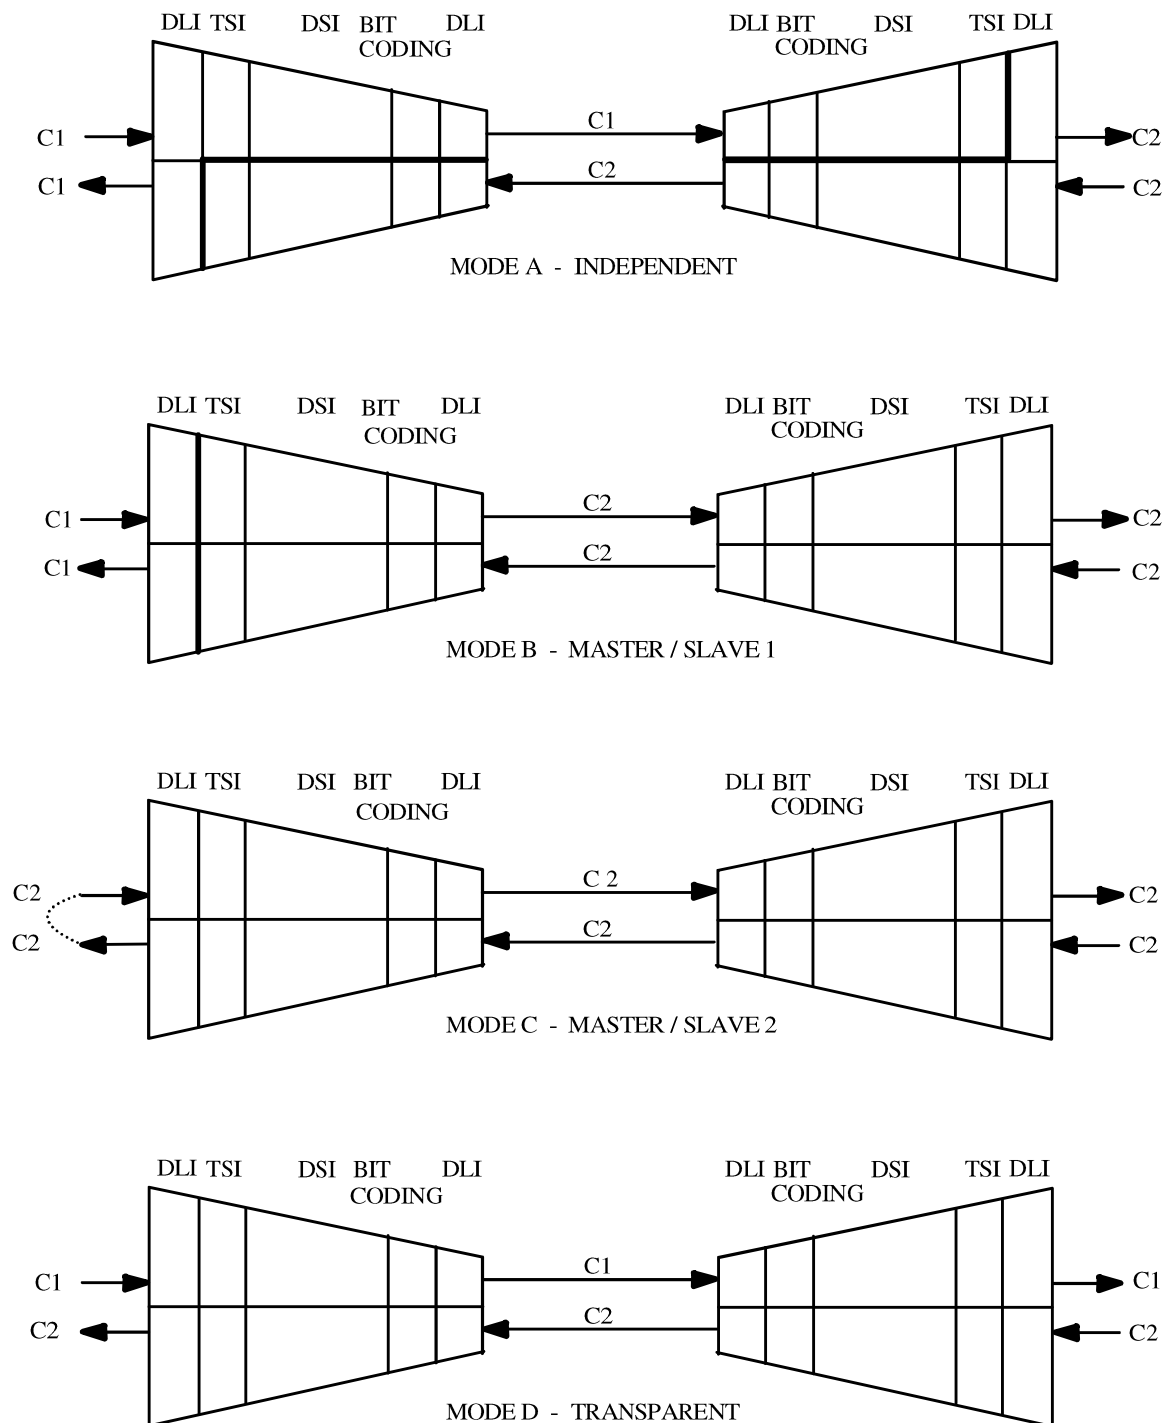 DLI TSI DSI BIT DLI DLI BIT DSI TSI DLI
CODING CODING
C1 C1 C2
C1 C2 C2
MODE A - INDEPENDENT
DLI TSI DSI BIT DLI DLI BIT DSI TSI DLI
CODING CODING
C1 C2 C2
C1 C2 C2
MODE B - MASTER / SLAVE 1
DLI TSI DSI BIT DLI DLI BIT DSI TSI DLI
CODING CODING
C2 C 2 C2
C2 C2 C2
MODE C - MASTER / SLAVE 2
DLI TSI DSI BIT DLI DLI BIT DSI TSI DLI
CODING CODING
C1 C1 C1
C2 C2 C2
MODE D - TRANSPARENT